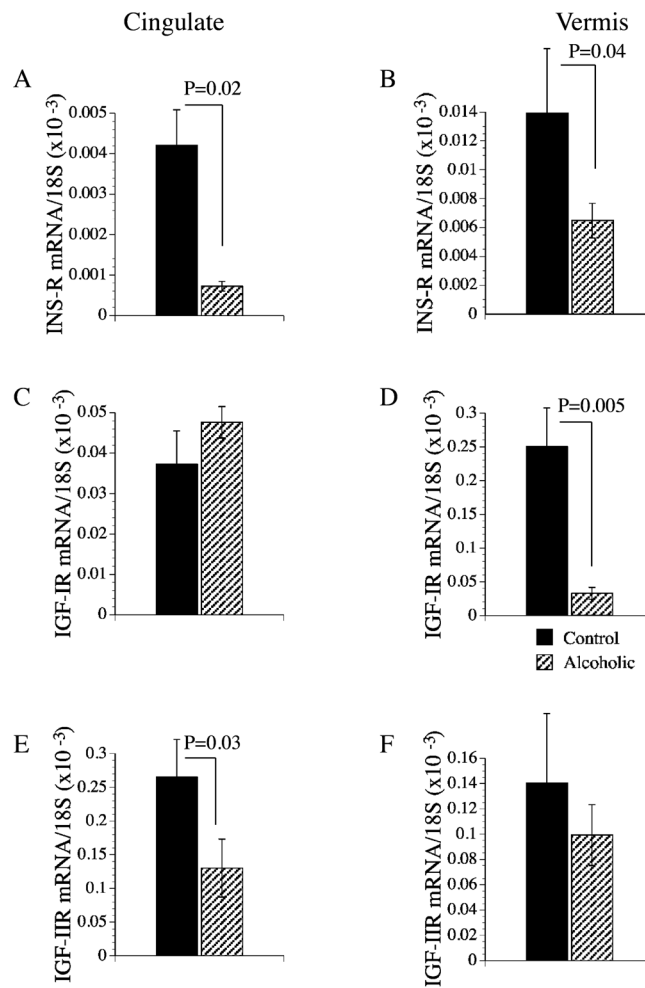 Cingulate
Vermis
A
P=0.02
INS-R mRNA/18S (x10⁻³)
0.005
0.004
0.003
0.002
0.001
0
B
P=0.04
INS-R mRNA/18S (x10⁻³)
0.014
0.012
0.01
0.008
0.006
0.004
0.002
0
C
IGF-IR mRNA/18S (x10⁻³)
0.05
0.04
0.04
0.04
0.04
0
D
P=0.005
IGF-IR mRNA/18S (x10⁻³)
0.3
0.25
0.2
0.15
0.1
0.05
0
Control
Alcoholic
E
P=0.03
IGF-IIR mRNA/18S (x10⁻³)
0.3
0.25
0.2
0.15
0.1
0.05
0
F
IGF-IIR mRNA/18S (x10⁻³)
0.16
0.14
0.12
0.1
0.08
0.06
0.04
0.02
0